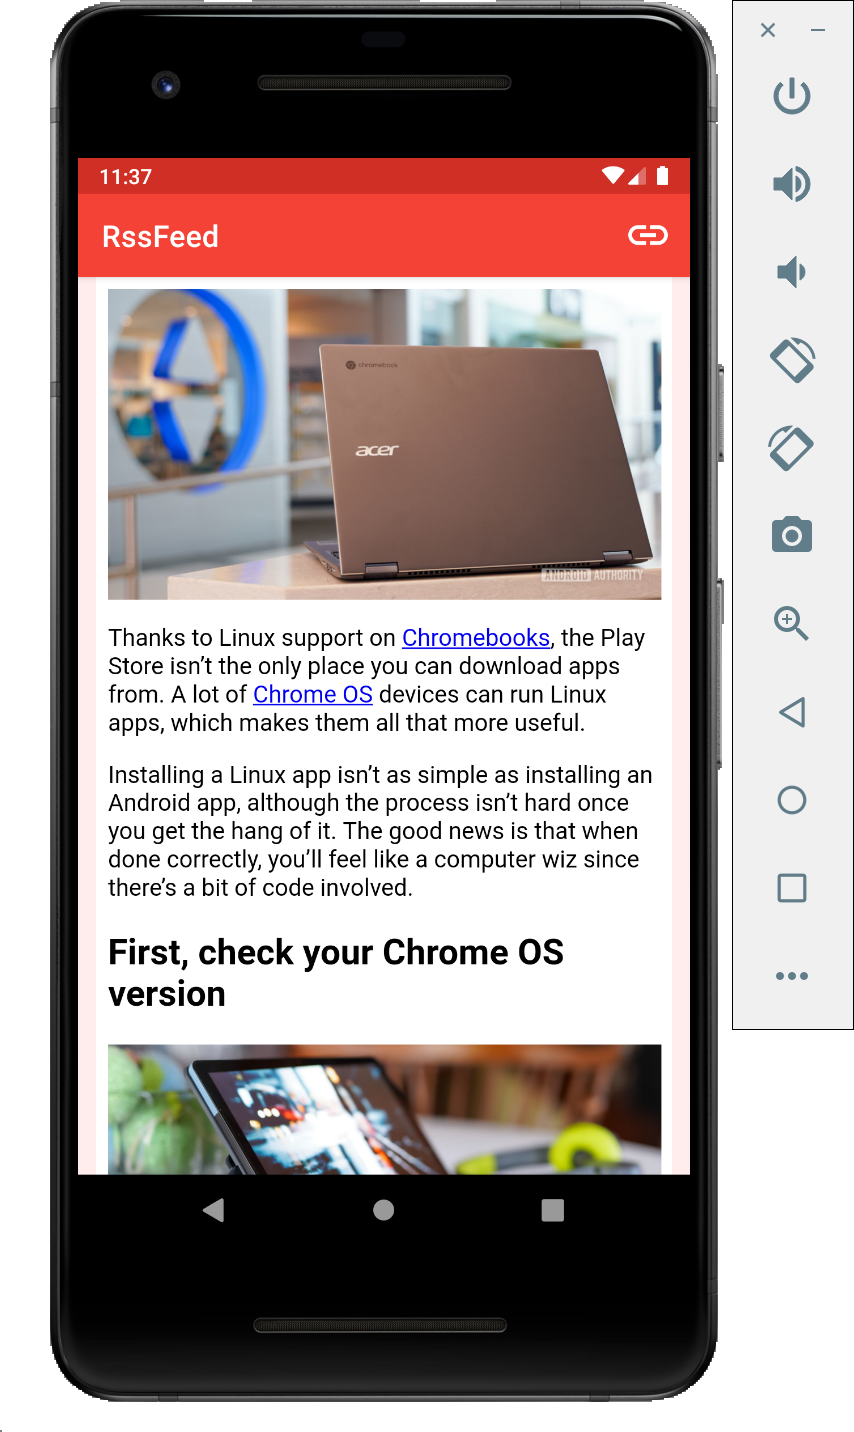 11:37
RssFeed
chromebook
acer
ANDROID AUTHORITY
Thanks to Linux support on Chromebooks, the Play
Store isn’t the only place you can download apps
from. A lot of Chrome OS devices can run Linux
apps, which makes them all that more useful.
Installing a Linux app isn’t as simple as installing an
Android app, although the process isn’t hard once
you get the hang of it. The good news is that when
done correctly, you’ll feel like a computer wiz since
there’s a bit of code involved.
First, check your Chrome OS
version